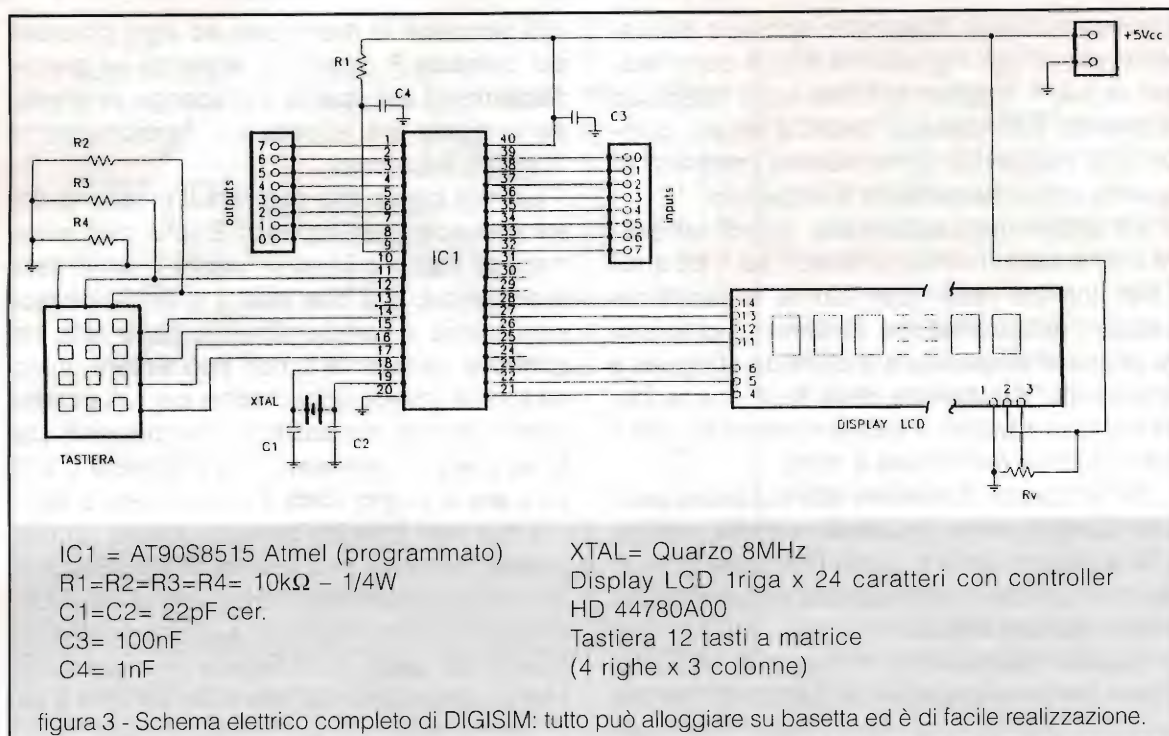 +5Vcc
R1
C4
C3
R2
R3
R4
outputs
7
6
5
4
3
2
1
0
1
2
3
4
5
6
7
8
9
10
11
12
13
14
15
16
17
18
19
20
IC1
40
39
38
37
36
35
34
33
32
31
30
29
28
27
26
25
24
23
22
21
0
1
2
3
4
5
6
7
inputs
14
13
12
11
6
5
4
1 2 3
DISPLAY LCD
Rv
XTAL
C1
C2
TASTIERA
IC1 = AT90S8515 Atmel (programmato)
R1=R2=R3=R4= 10kΩ – 1/4W
C1=C2= 22pF cer.
C3= 100nF
C4= 1nF
XTAL= Quarzo 8MHz
Display LCD 1riga x 24 caratteri con controller
HD 44780A00
Tastiera 12 tasti a matrice
(4 righe x 3 colonne)
figura 3 - Schema elettrico completo di DIGISIM: tutto può alloggiare su basetta ed è di facile realizzazione.